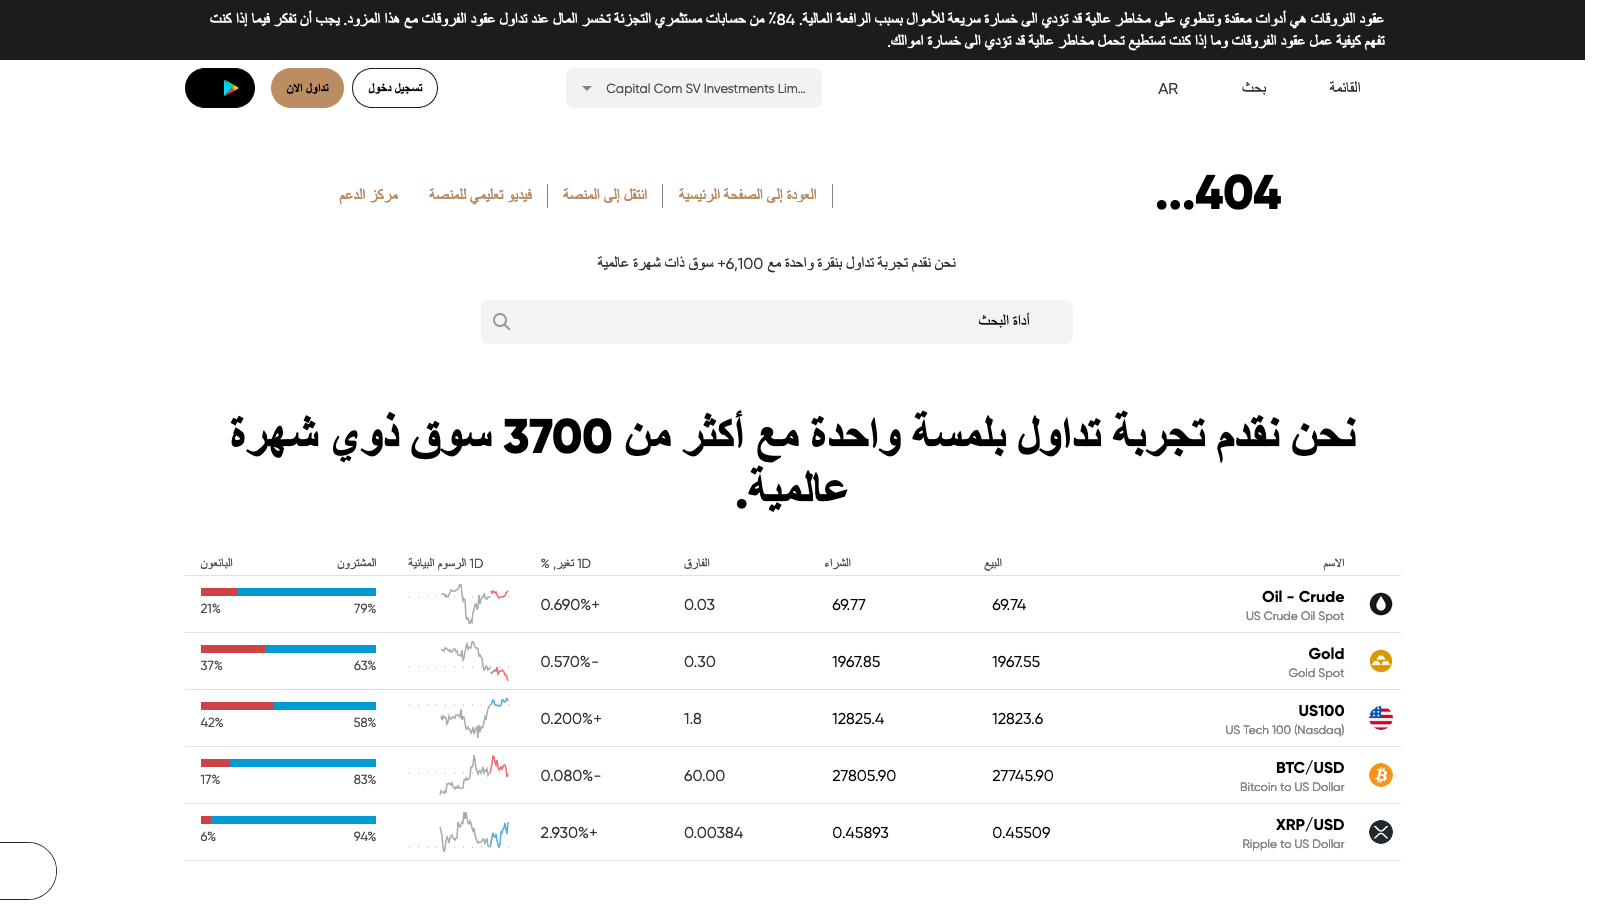 عقود الفروقات هي أدوات معقدة وتنطوي على مخاطر عالية قد تؤدي الى خسارة سريعة للأموال بسبب الرافعة المالية. 84٪ من حسابات مستثمري التجزئة تخسر المال عند تداول عقود الفروقات مع هذا المزود. يجب أن تفكر فيما إذا كنت
تفهم كيفية عمل عقود الفروقات وما إذا كنت تستطيع تحمل مخاطر عالية قد تؤدي الى خسارة اموالك.
القائمة بحث AR Capital Com SV Investments Lim... تسجيل دخول تداول الان
404...
العودة إلى الصفحة الرئيسية انتقل إلى المنصة فيديو تعليمي للمنصة مركز الدعم
نحن نقدم تجربة تداول بنقرة واحدة مع 6,100+ سوق ذات شهرة عالمية
أداة البحث
نحن نقدم تجربة تداول بلمسة واحدة مع أكثر من 3700 سوق ذوي شهرة
عالمية.
الاسم البيع الشراء الفارق 1D تغير, % 1D الرسوم البيانية المشترون البائعون
Oil - Crude 69.74 69.77 0.03 0.690%+ 79% 21%
US Crude Oil Spot
Gold 1967.55 1967.85 0.30 0.570%- 63% 37%
Gold Spot
US100 12823.6 12825.4 1.8 0.200%+ 58% 42%
US Tech 100 (Nasdaq)
BTC/USD 27745.90 27805.90 60.00 0.080%- 83% 17%
Bitcoin to US Dollar
XRP/USD 0.45509 0.45893 0.00384 2.930%+ 94% 6%
Ripple to US Dollar